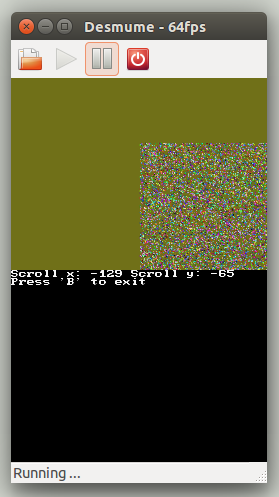 Desmume - 64fps
Scroll x: -129 Scroll y: -65
Press 'B' to exit
Running ...